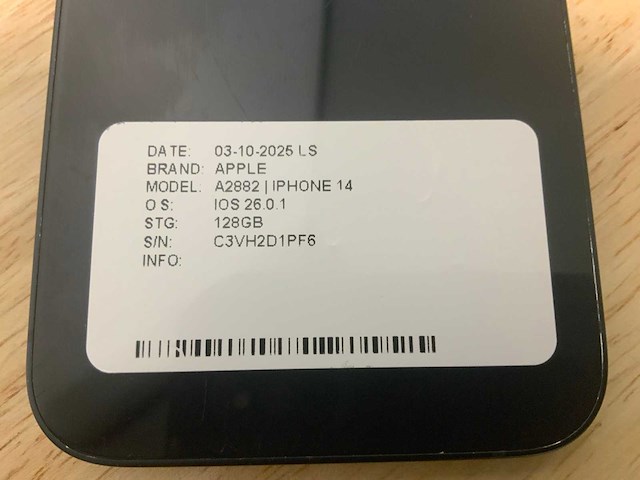 DATE: 03-10-2025 LS
BRAND: APPLE
MODEL: A2882 | IPHONE 14
OS: IOS 26.0.1
STG: 128GB
S/N: C3VH2D1PF6
INFO: